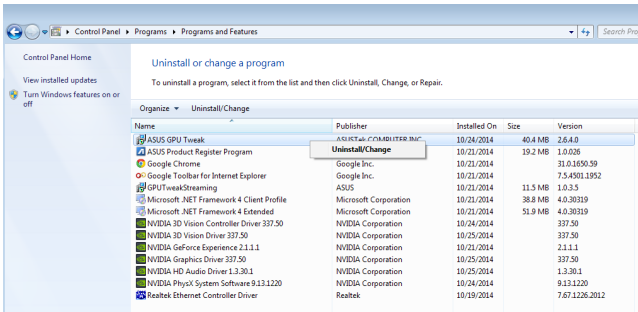 Control Panel ▸ Programs ▸ Programs and Features
Search Pro
Control Panel Home
View installed updates
Turn Windows features on or
off
Uninstall or change a program
To uninstall a program, select it from the list and then click Uninstall, Change, or Repair.
Organize Uninstall/Change
Name Publisher Installed On Size Version
ASUS GPU Tweak ASUSTek COMPUTER INC. 10/24/2014 40.4 MB 2.6.4.0
Uninstall/Change
ASUS Product Register Program 10/21/2014 19.2 MB 1.0.026
Google Chrome Google Inc. 10/21/2014 31.0.1650.59
Google Toolbar for Internet Explorer Google Inc. 10/21/2014 7.5.4501.1952
GPUTweakStreaming ASUS 10/21/2014 11.5 MB 1.0.3.5
Microsoft .NET Framework 4 Client Profile Microsoft Corporation 10/21/2014 38.8 MB 4.0.30319
Microsoft .NET Framework 4 Extended Microsoft Corporation 10/21/2014 51.9 MB 4.0.30319
NVIDIA 3D Vision Controller Driver 337.50 NVIDIA Corporation 10/24/2014 337.50
NVIDIA 3D Vision Driver 337.50 NVIDIA Corporation 10/25/2014 337.50
NVIDIA GeForce Experience 2.1.1.1 NVIDIA Corporation 10/21/2014 2.1.1.1
NVIDIA Graphics Driver 337.50 NVIDIA Corporation 10/25/2014 337.50
NVIDIA HD Audio Driver 1.3.30.1 NVIDIA Corporation 10/25/2014 1.3.30.1
NVIDIA PhysX System Software 9.13.1220 NVIDIA Corporation 10/24/2014 9.13.1220
Realtek Ethernet Controller Driver Realtek 10/19/2014 7.67.1226.2012